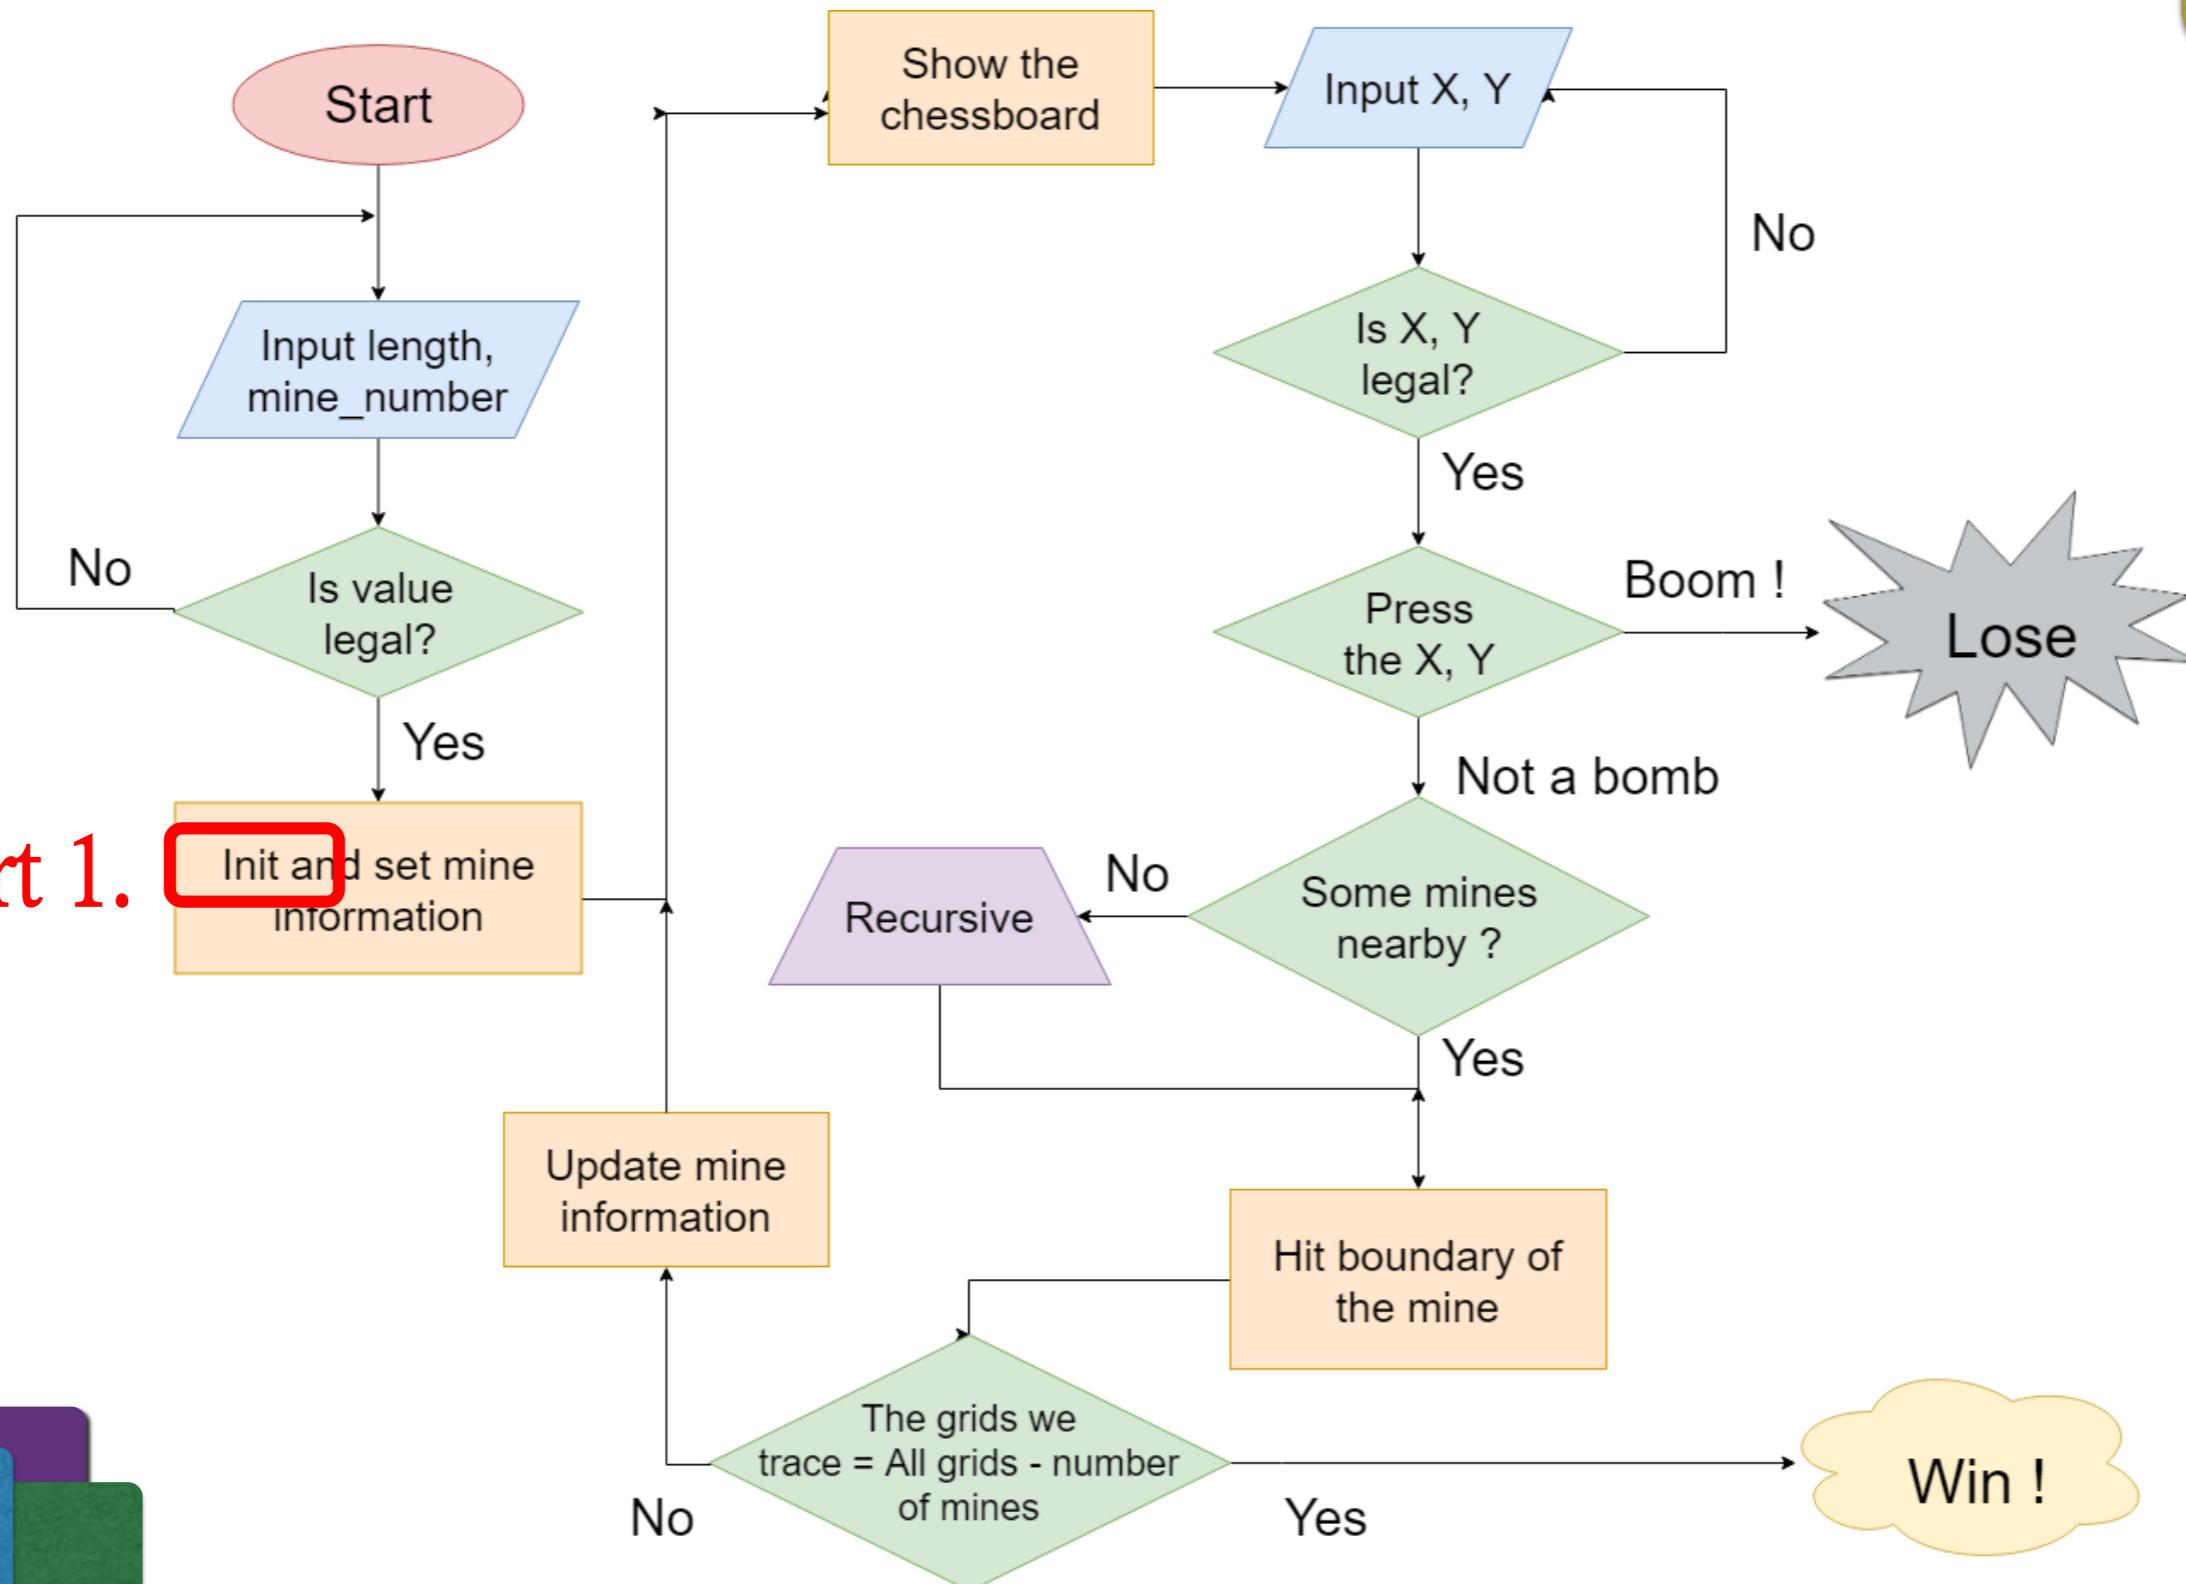 Start
Input length,
mine_number
Is value
legal?
No
Yes
1.
Init and set mine
information
Show the
chessboard
Input X, Y
No
Is X, Y
legal?
Yes
Press
the X, Y
Boom !
Lose
Not a bomb
Some mines
nearby ?
No
Recursive
Yes
Update mine
information
Hit boundary of
the mine
The grids we
trace = All grids - number
of mines
No
Yes
Win !